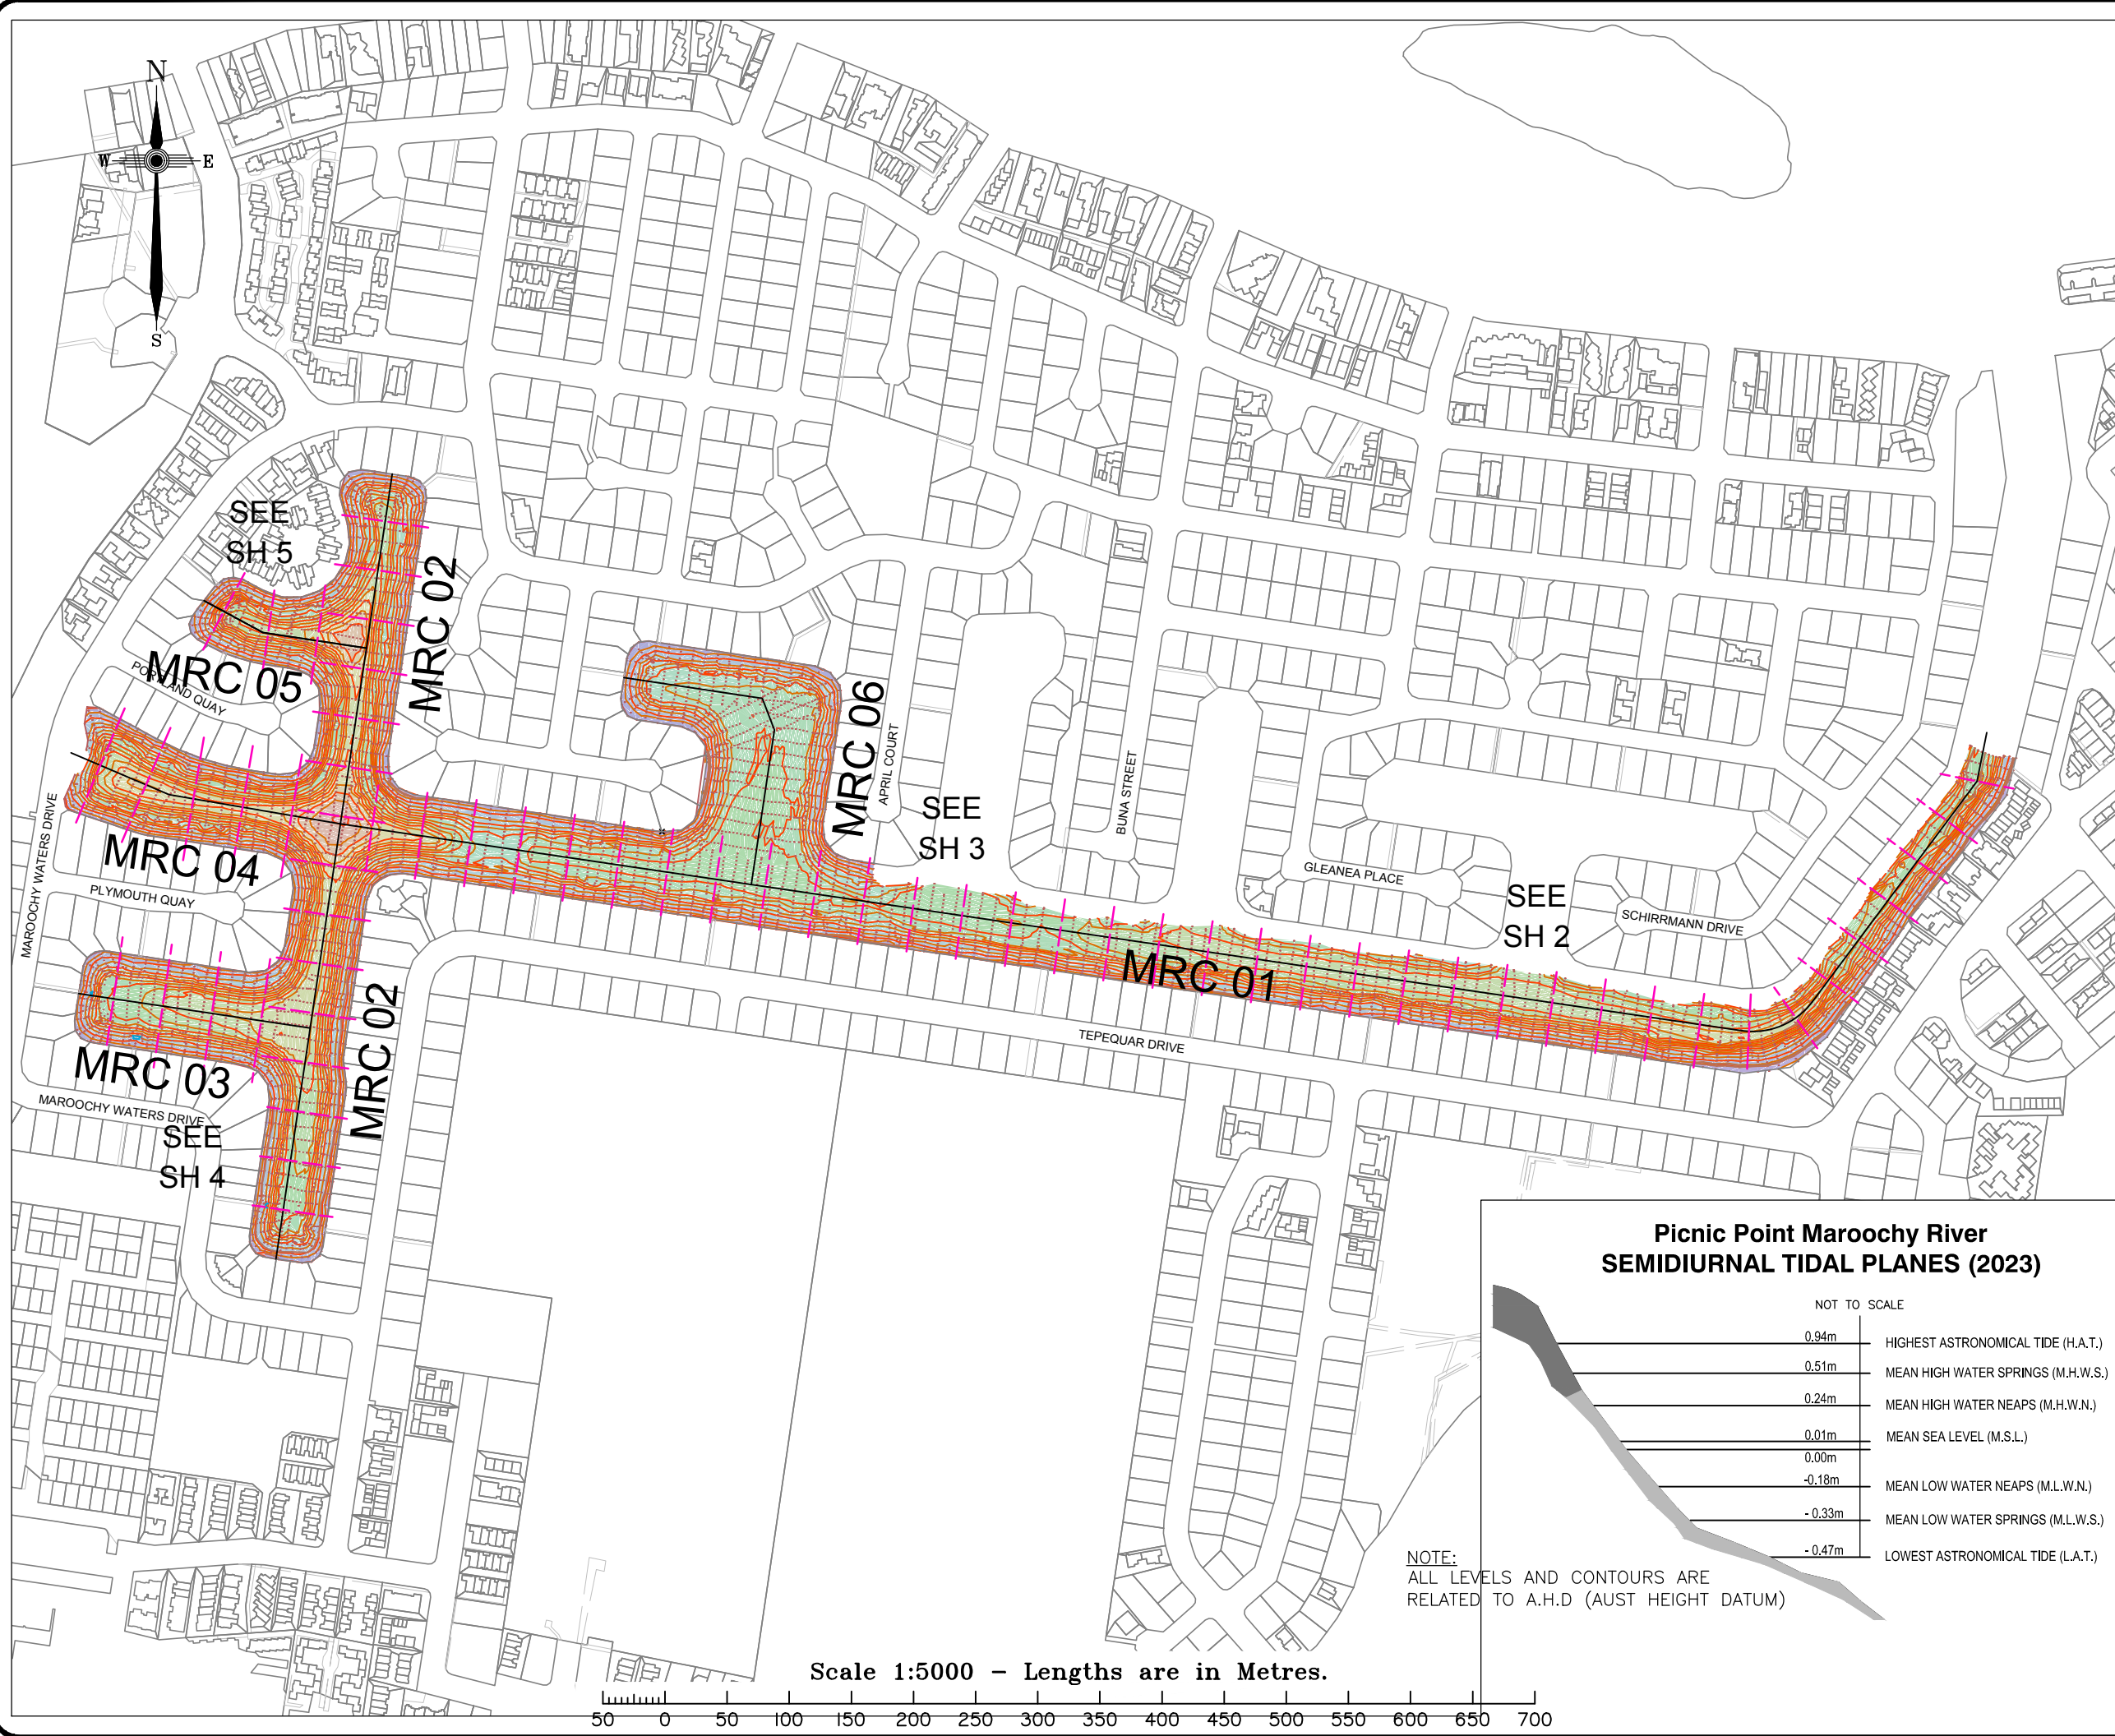 N
W
E
S
SEE
SH 5
MRC 02
MRC 05
PORTLAND QUAY
MRC 06
APRIL COURT
SEE
SH 3
BUNA STREET
MAROOCHY WATERS DRIVE
MRC 04
PLYMOUTH QUAY
GLEANEA PLACE
SEE
SH 2
SCHIRRMANN DRIVE
MRC 01
TEPEQUAR DRIVE
MRC 02
MRC 03
MAROOCHY WATERS DRIVE
SEE
SH 4
Picnic Point Maroochy River
SEMIDIURNAL TIDAL PLANES (2023)
NOT TO SCALE
0.94m HIGHEST ASTRONOMICAL TIDE (H.A.T.)
0.51m MEAN HIGH WATER SPRINGS (M.H.W.S.)
0.24m MEAN HIGH WATER NEAPS (M.H.W.N.)
0.01m MEAN SEA LEVEL (M.S.L.)
0.00m
-0.18m MEAN LOW WATER NEAPS (M.L.W.N.)
- 0.33m MEAN LOW WATER SPRINGS (M.L.W.S.)
- 0.47m LOWEST ASTRONOMICAL TIDE (L.A.T.)
NOTE:
ALL LEVELS AND CONTOURS ARE
RELATED TO A.H.D (AUST HEIGHT DATUM)
Scale 1:5000 – Lengths are in Metres.
50 0 50 100 150 200 250 300 350 400 450 500 550 600 650 700